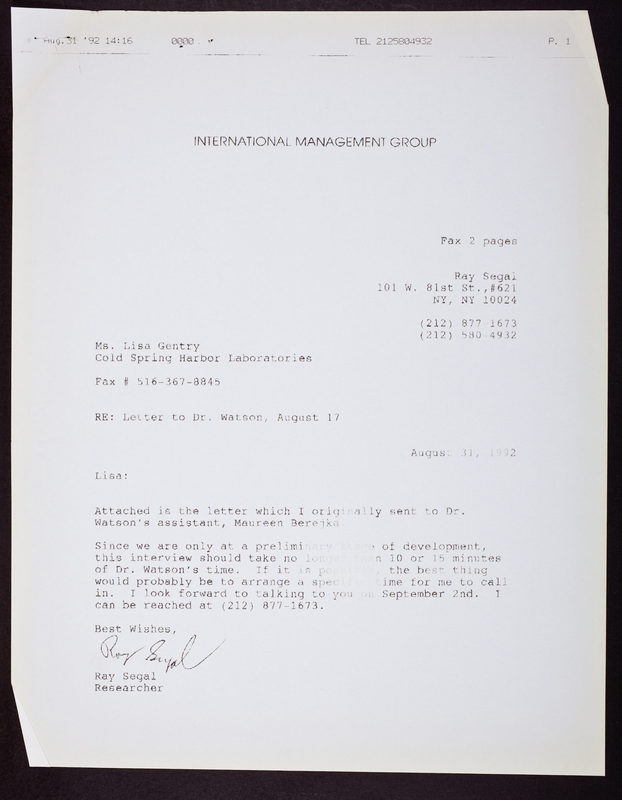 Aug.31 '92 14:16 0000 TEL 2125804932 P. 1
INTERNATIONAL MANAGEMENT GROUP
Fax 2 pages
Ray Segal
101 W. 81st St.,#621
NY, NY 10024
(212) 877-1673
(212) 580-4932
Ms. Lisa Gentry
Cold Spring Harbor Laboratories
Fax # 516-367-8845
RE: Letter to Dr. Watson, August 17
August 31, 1992
Lisa:
Attached is the letter which I originally sent to Dr.
Watson's assistant, Maureen Berejka.
Since we are only at a preliminary stage of development,
this interview should take no longer than 10 or 15 minutes
of Dr. Watson's time. If it is possible, the best thing
would probably be to arrange a specific time for me to call
in. I look forward to talking to you on September 2nd. I
can be reached at (212) 877-1673.
Best Wishes,
Ray Segal
Ray Segal
Researcher